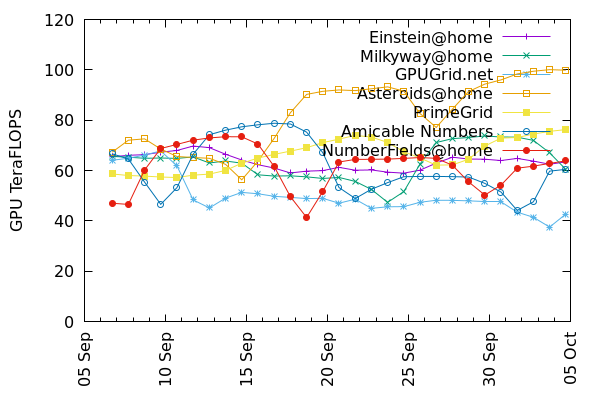 120
100
80
60
40
20
0
GPU TeraFLOPS
Einstein@home
Milkyway@home
GPUGrid.net
Asteroids@home
PrimeGrid
Amicable Numbers
NumberFields@home
05 Sep
10 Sep
15 Sep
20 Sep
25 Sep
30 Sep
05 Oct